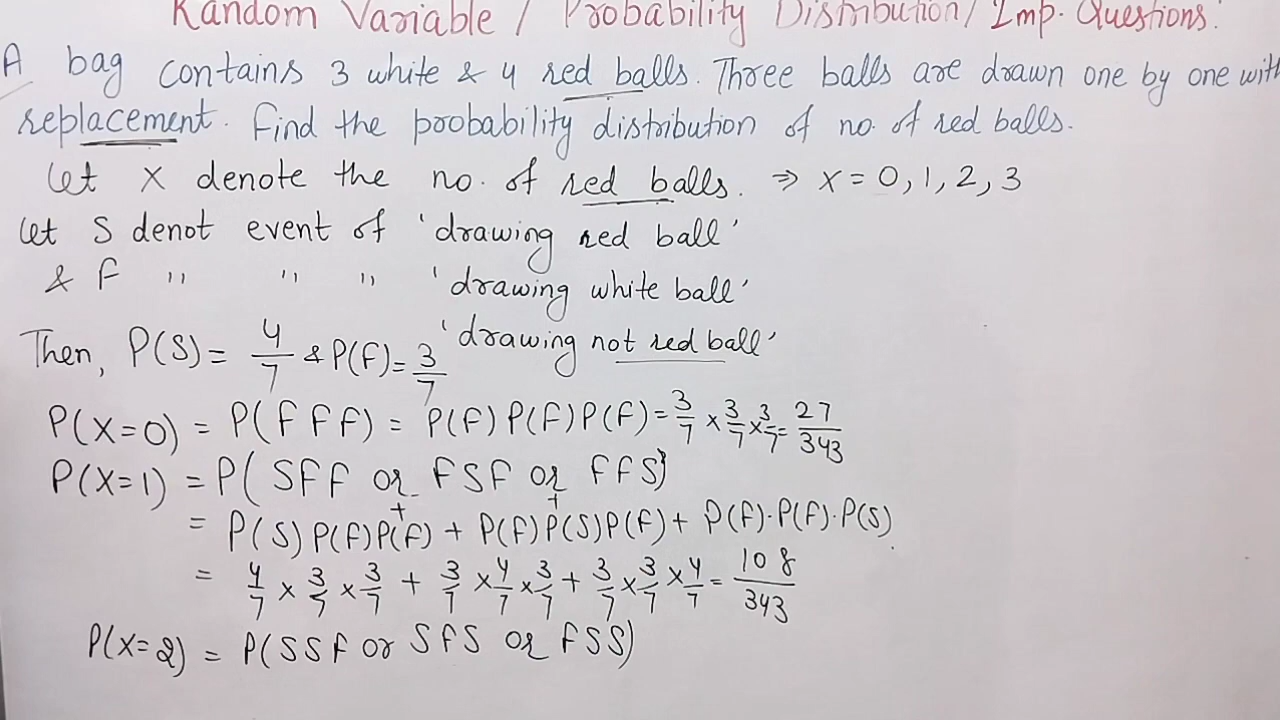 Random Variable / Probability Distribution / Imp. Questions.
A bag contains 3 white & 4 red balls. Three balls are drawn one by one with
replacement. Find the probability distribution of no. of red balls.
Let X denote the no. of red balls. ⇒ X = 0, 1, 2, 3
Let S denot event of 'drawing red ball'
& F '' '' '' 'drawing white ball'
'drawing not red ball'
Then, P(S) = 4/7 & P(F) = 3/7
P(X=0) = P(FFF) = P(F) P(F) P(F) = 3/7 × 3/7 × 3/7 = 27/343
P(X=1) = P( SFF or FSF or FFS)
+ +
= P(S) P(F) P(F) + P(F) P(S) P(F) + P(F)·P(F)·P(S)
= 4/7 × 3/7 × 3/7 + 3/7 × 4/7 × 3/7 + 3/7 × 3/7 × 4/7 = 108/343
P(X=2) = P(SSF or SFS or FSS)